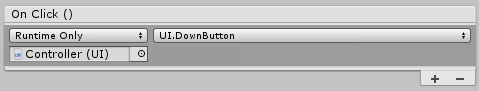 On Click ()
Runtime Only UI.DownButton
Controller (UI)
+ −